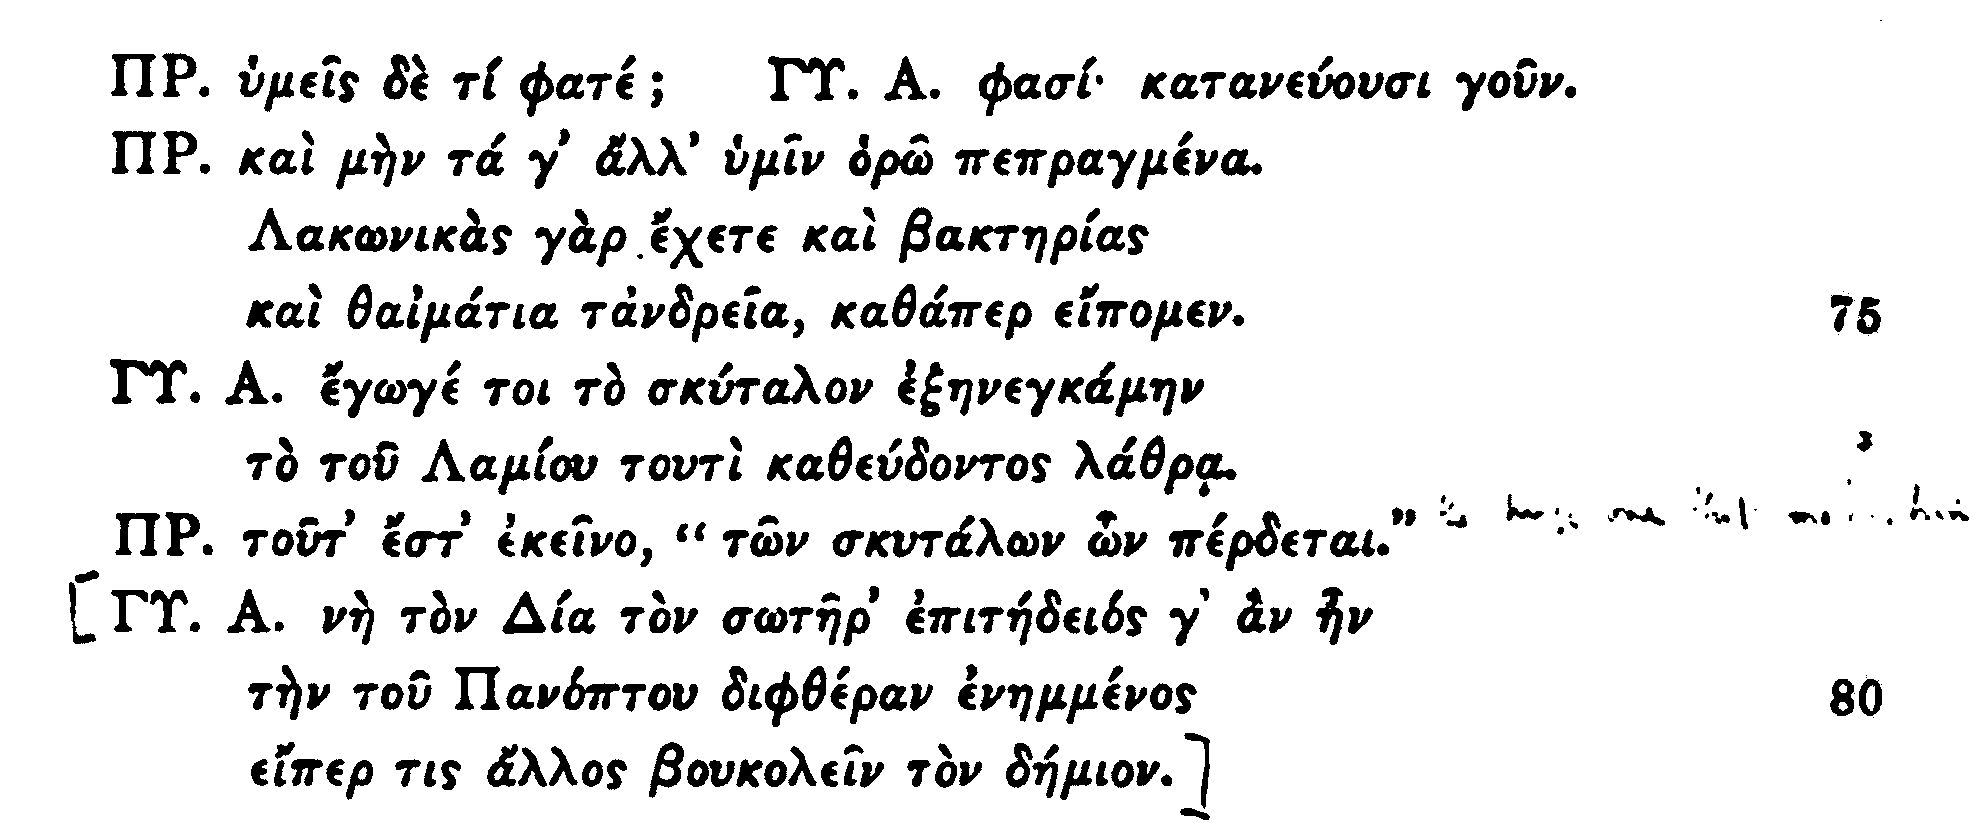 ΠΡ. ὑμεῖς δὲ τί φατέ; ΓΥ. Α. φασί· κατανεύουσι γοῦν.
ΠΡ. καὶ μὴν τά γ’ ἄλλ’ ὑμῖν ὁρῶ πεπραγμένα.
Λακωνικὰς γὰρ ἔχετε καὶ βακτηρίας
καὶ θαἰμάτια τἀνδρεῖα, καθάπερ εἴπομεν. 75
ΓΥ. Α. ἔγωγέ τοι τὸ σκύταλον ἐξηνεγκάμην
τὸ τοῦ Λαμίου τουτὶ καθεύδοντος λάθρᾳ.
ΠΡ. τοῦτ’ ἔστ’ ἐκεῖνο, “τῶν σκυτάλων ὧν πέρδεται.”
[ΓΥ. Α. νὴ τὸν Δία τὸν σωτῆρ’ ἐπιτήδειός γ’ ἂν ἦν
τὴν τοῦ Πανόπτου διφθέραν ἐνημμένος 80
εἴπερ τις ἄλλος βουκολεῖν τὸν δήμιον.]